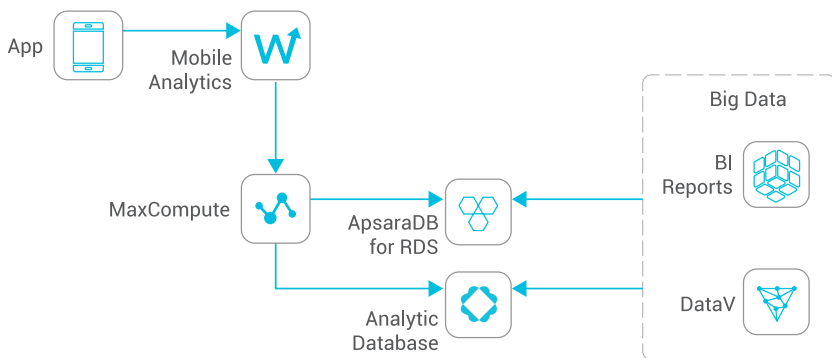 App
Mobile
Analytics
Big Data
BI
Reports
MaxCompute
ApsaraDB
for RDS
Analytic
Database
DataV